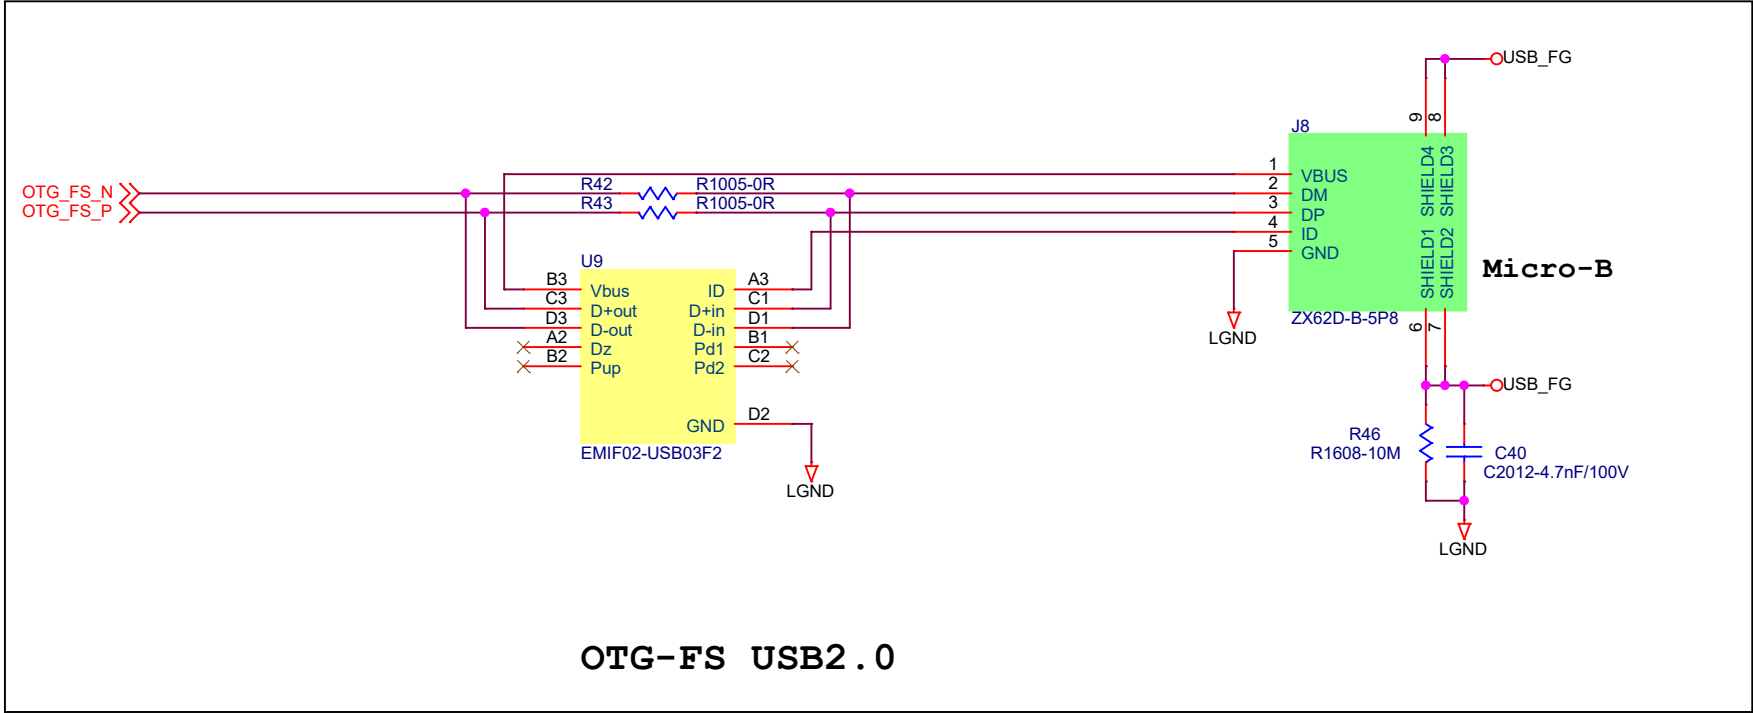 USB_FG
J8
9
8
SHIELD4
SHIELD3
1
VBUS
OTG_FS_N
R42
R1005-0R
2
DM
OTG_FS_P
R43
R1005-0R
3
DP
4
ID
5
GND
SHIELD1
SHIELD2
Micro-B
U9
B3
Vbus
ID
A3
C3
D+out
D+in
C1
D3
D-out
D-in
D1
A2
Dz
Pd1
B1
B2
Pup
Pd2
C2
GND
D2
EMIF02-USB03F2
LGND
LGND
ZX62D-B-5P8
6
7
USB_FG
R46
R1608-10M
C40
C2012-4.7nF/100V
LGND
OTG-FS USB2.0